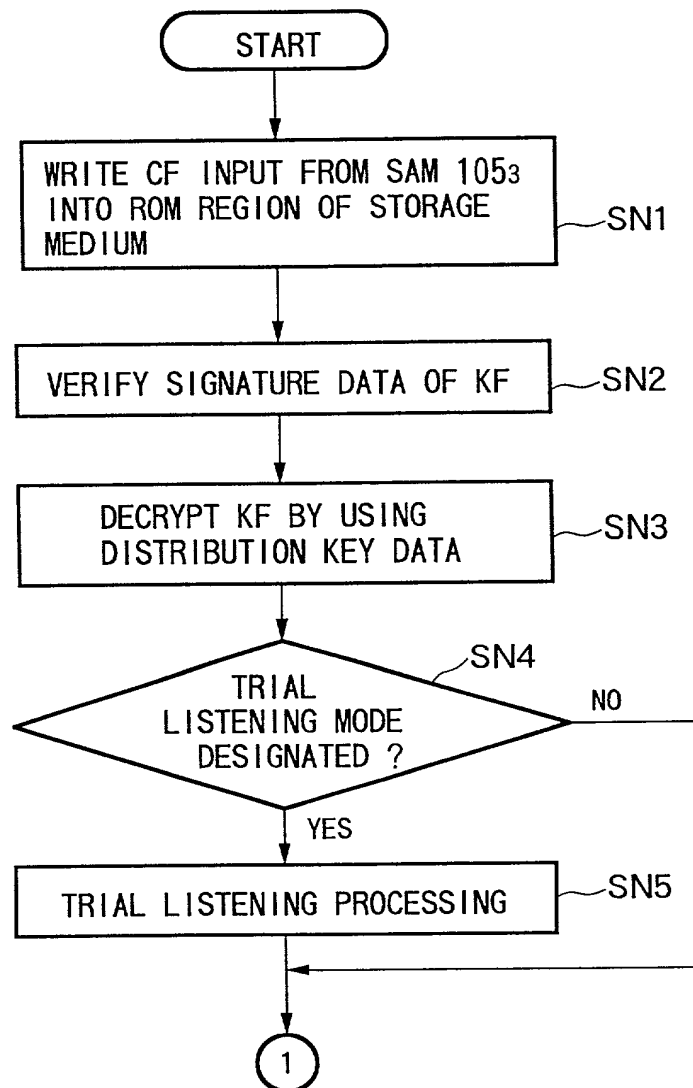 START
WRITE CF INPUT FROM SAM 105₃
INTO ROM REGION OF STORAGE
MEDIUM
SN1
VERIFY SIGNATURE DATA OF KF
SN2
DECRYPT KF BY USING
DISTRIBUTION KEY DATA
SN3
SN4
TRIAL
LISTENING MODE
DESIGNATED ?
NO
YES
TRIAL LISTENING PROCESSING
SN5
1